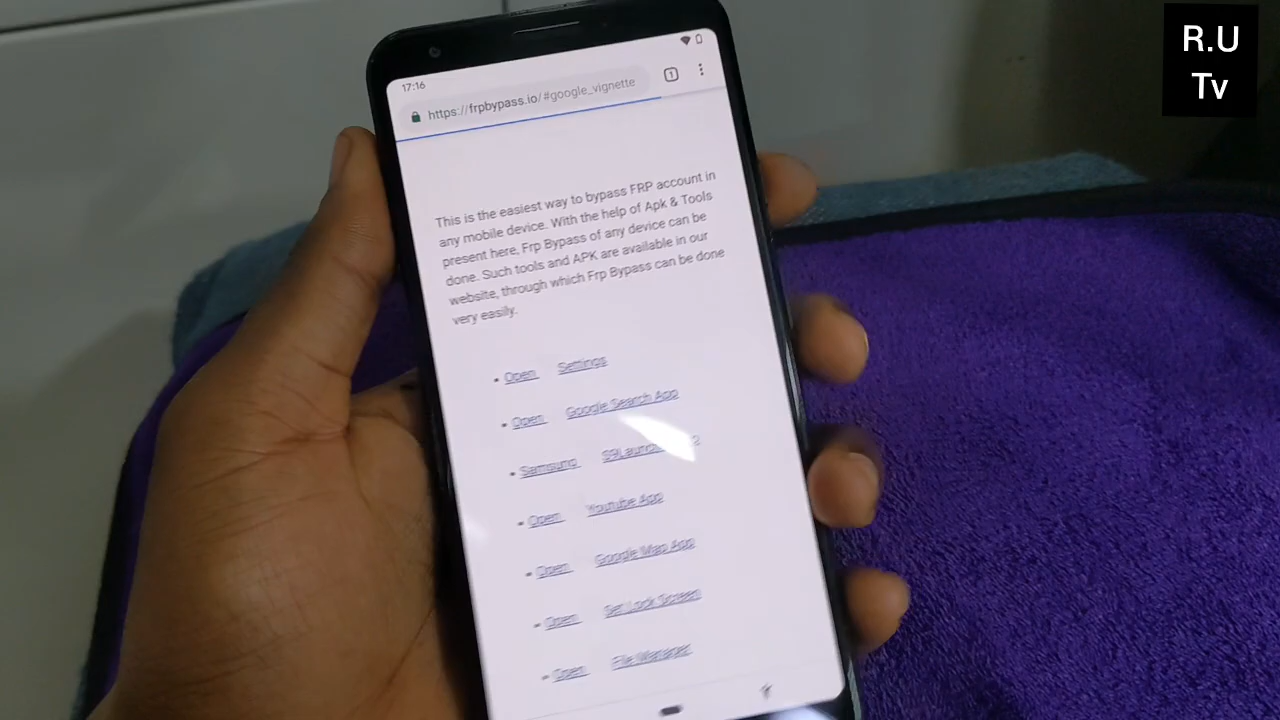 R.U
Tv
17:16
1
https://frpbypass.io/#google_vignette
This is the easiest way to bypass FRP account in
any mobile device. With the help of Apk & Tools
present here, Frp Bypass of any device can be
done. Such tools and APK are available in our
website, through which Frp Bypass can be done
very easily.
• Open Settings
• Open Google Search App
• Samsung 2
• Open Youtube App
• Open Google Map App
• Open Set Lock Screen
• Open File Manager